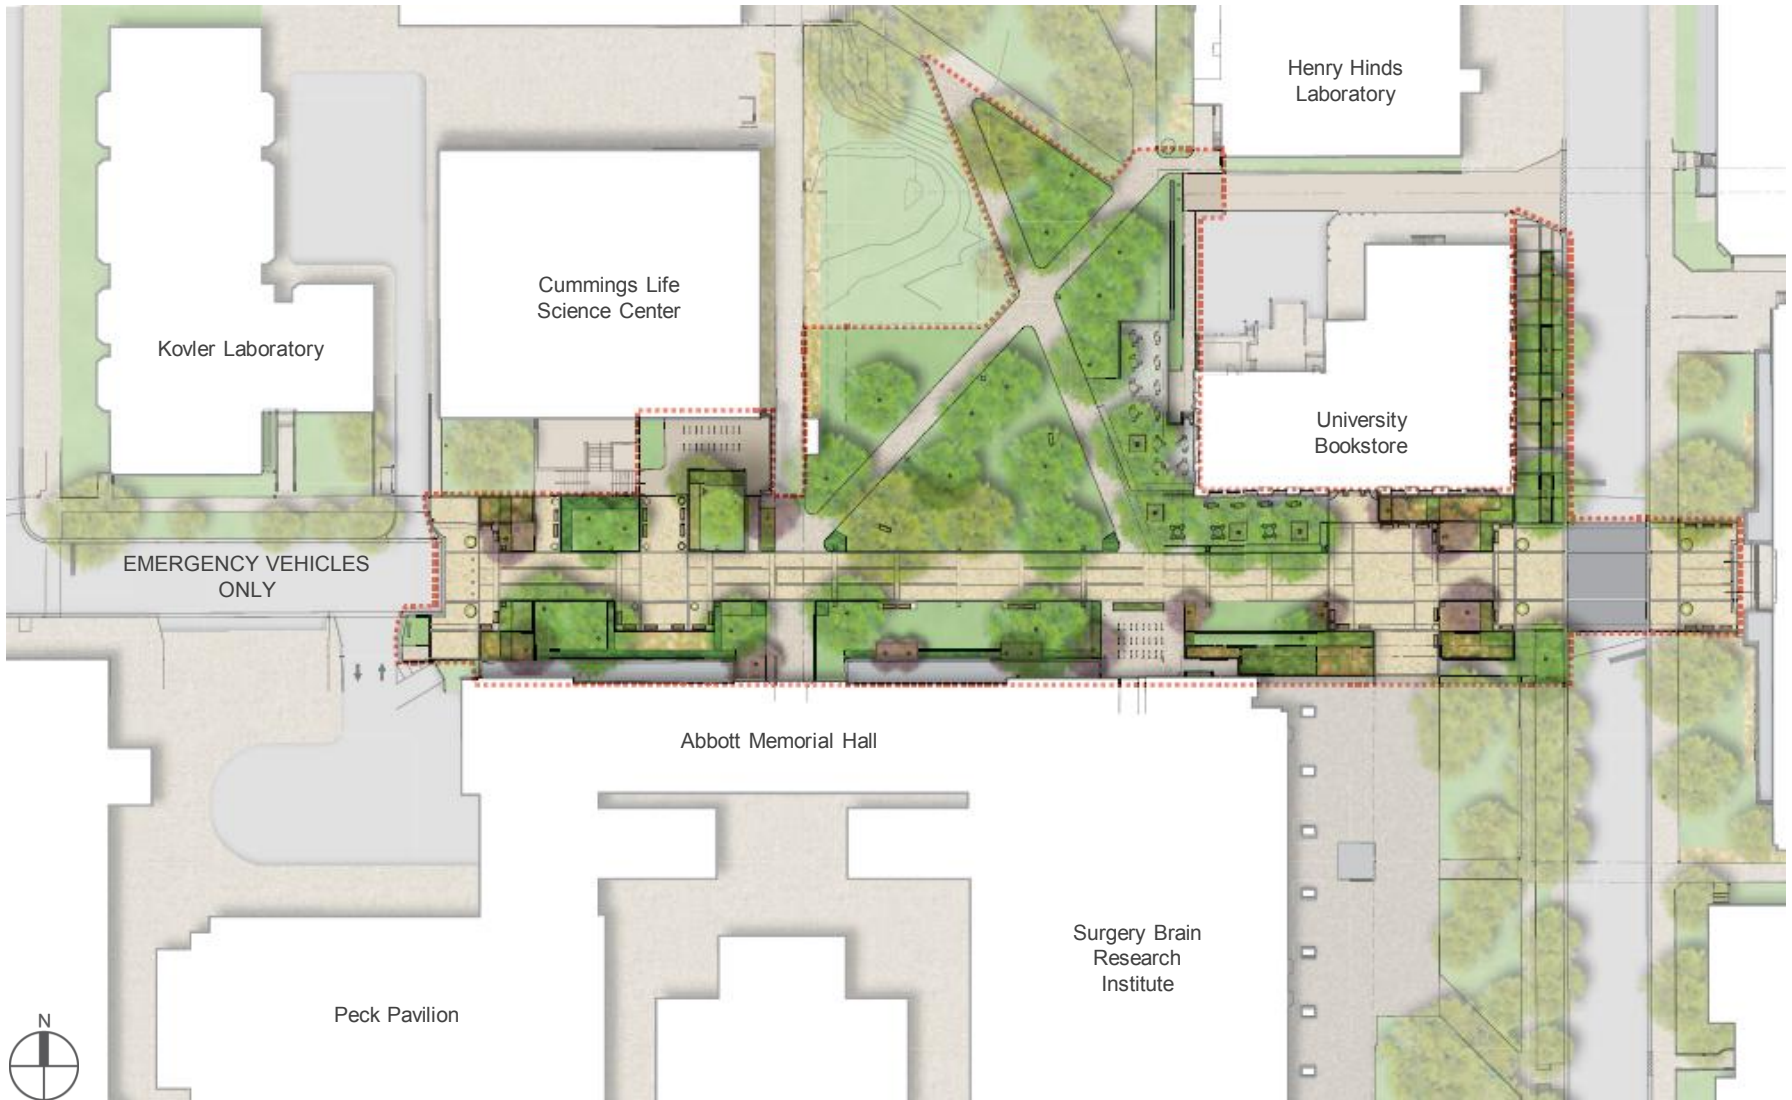 Henry Hinds
Laboratory
Cummings Life
Science Center
Kovler Laboratory
University
Bookstore
EMERGENCY VEHICLES
ONLY
Abbott Memorial Hall
Surgery Brain
Research
Institute
Peck Pavilion
N